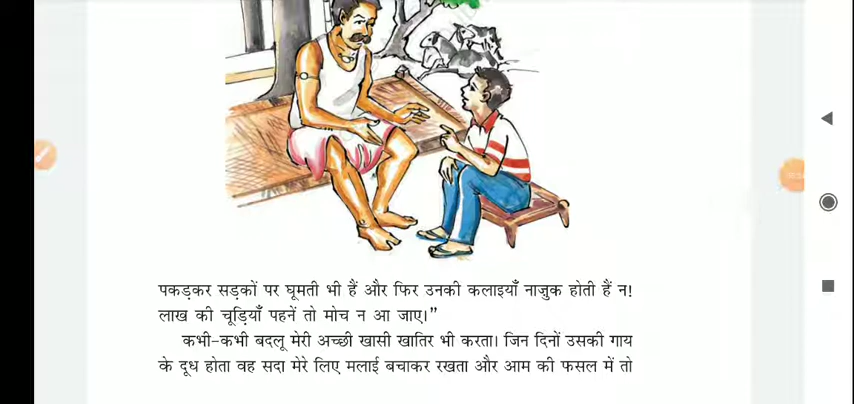 पकड़कर सड़कों पर घूमती भी हैं और फिर उनकी कलाइयाँ नाज़ुक होती हैं न!
लाख की चूड़ियाँ पहनें तो मोच न आ जाए।”
कभी-कभी बदलू मेरी अच्छी खासी खातिर भी करता। जिन दिनों उसकी गाय
के दूध होता वह सदा मेरे लिए मलाई बचाकर रखता और आम की फसल में तो